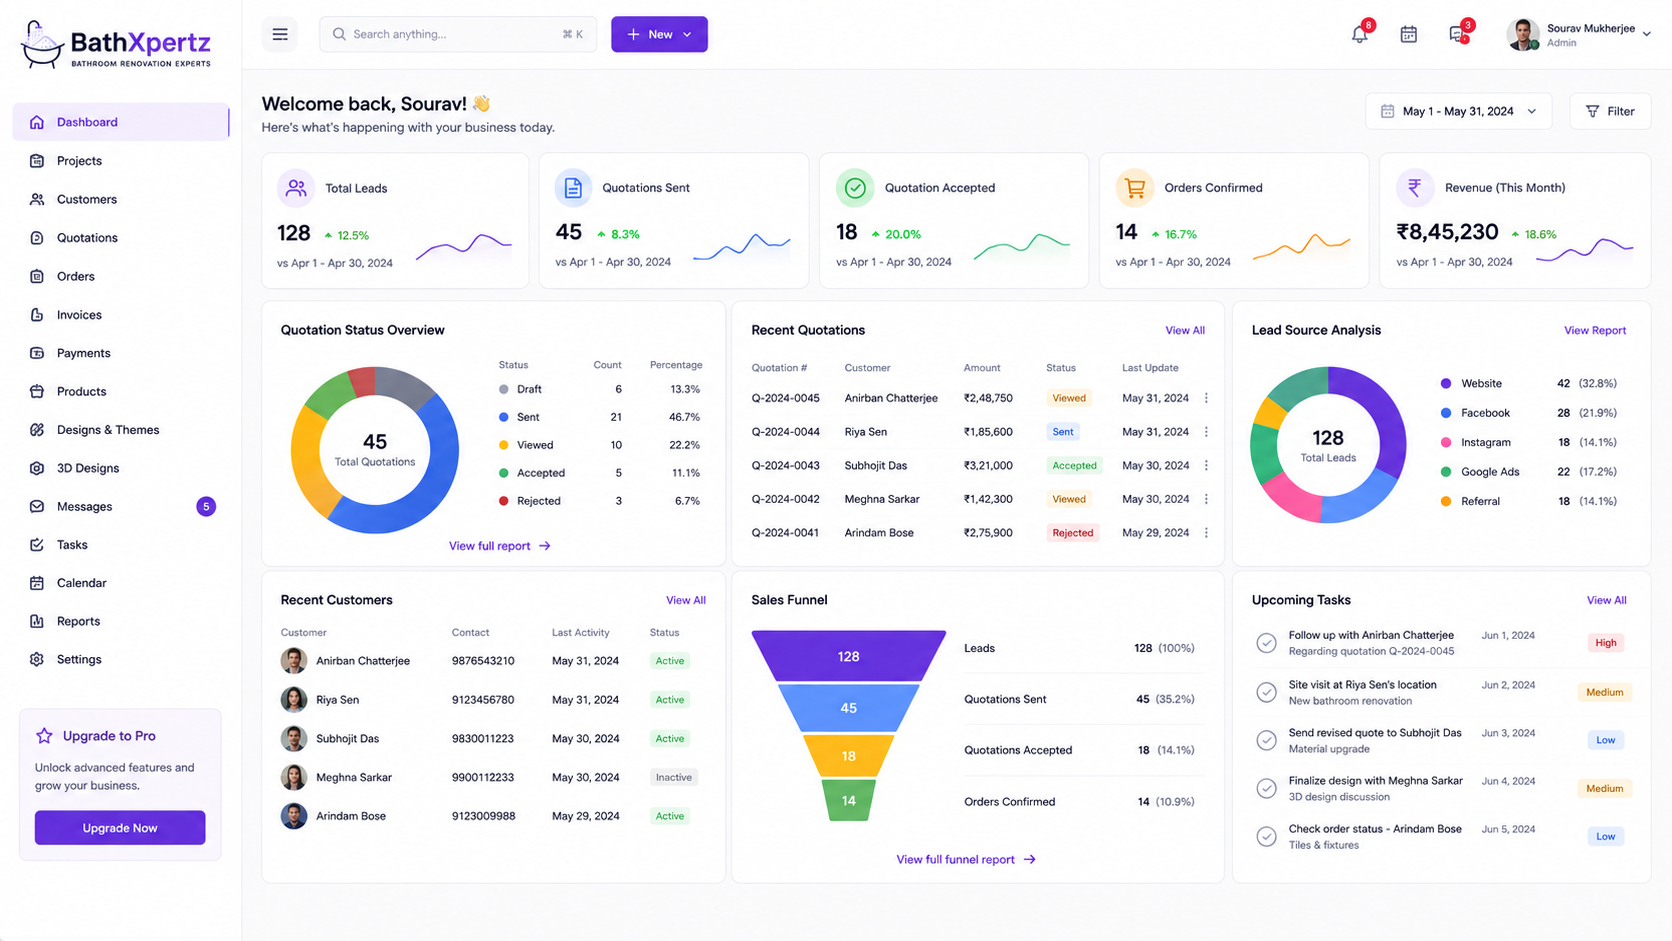 BathXpertz
BATHROOM RENOVATION EXPERTS
Search anything...
⌘ K
+ New
8
3
Sourav Mukherjee
Admin
Dashboard
Projects
Customers
Quotations
Orders
Invoices
Payments
Products
Designs & Themes
3D Designs
Messages 5
Tasks
Calendar
Reports
Settings
Upgrade to Pro
Unlock advanced features and
grow your business.
Upgrade Now
Welcome back, Sourav! 👋
Here's what's happening with your business today.
May 1 - May 31, 2024
Filter
Total Leads
128 12.5%
vs Apr 1 - Apr 30, 2024
Quotations Sent
45 8.3%
vs Apr 1 - Apr 30, 2024
Quotation Accepted
18 20.0%
vs Apr 1 - Apr 30, 2024
Orders Confirmed
14 16.7%
vs Apr 1 - Apr 30, 2024
₹ Revenue (This Month)
₹8,45,230 18.6%
vs Apr 1 - Apr 30, 2024
Quotation Status Overview
45
Total Quotations
Status Count Percentage
Draft 6 13.3%
Sent 21 46.7%
Viewed 10 22.2%
Accepted 5 11.1%
Rejected 3 6.7%
View full report →
Recent Quotations View All
Quotation # Customer Amount Status Last Update
Q-2024-0045 Anirban Chatterjee ₹2,48,750 Viewed May 31, 2024
Q-2024-0044 Riya Sen ₹1,85,600 Sent May 31, 2024
Q-2024-0043 Subhojit Das ₹3,21,000 Accepted May 30, 2024
Q-2024-0042 Meghna Sarkar ₹1,42,300 Viewed May 30, 2024
Q-2024-0041 Arindam Bose ₹2,75,900 Rejected May 29, 2024
Lead Source Analysis View Report
128
Total Leads
Website 42 (32.8%)
Facebook 28 (21.9%)
Instagram 18 (14.1%)
Google Ads 22 (17.2%)
Referral 18 (14.1%)
Recent Customers View All
Customer Contact Last Activity Status
Anirban Chatterjee 9876543210 May 31, 2024 Active
Riya Sen 9123456780 May 31, 2024 Active
Subhojit Das 9830011223 May 30, 2024 Active
Meghna Sarkar 9900112233 May 30, 2024 Inactive
Arindam Bose 9123009988 May 29, 2024 Active
Sales Funnel
128
45
18
14
Leads 128 (100%)
Quotations Sent 45 (35.2%)
Quotations Accepted 18 (14.1%)
Orders Confirmed 14 (10.9%)
View full funnel report →
Upcoming Tasks View All
Follow up with Anirban Chatterjee Jun 1, 2024 High
Regarding quotation Q-2024-0045
Site visit at Riya Sen's location Jun 2, 2024 Medium
New bathroom renovation
Send revised quote to Subhojit Das Jun 3, 2024 Low
Material upgrade
Finalize design with Meghna Sarkar Jun 4, 2024 Medium
3D design discussion
Check order status - Arindam Bose Jun 5, 2024 Low
Tiles & fixtures